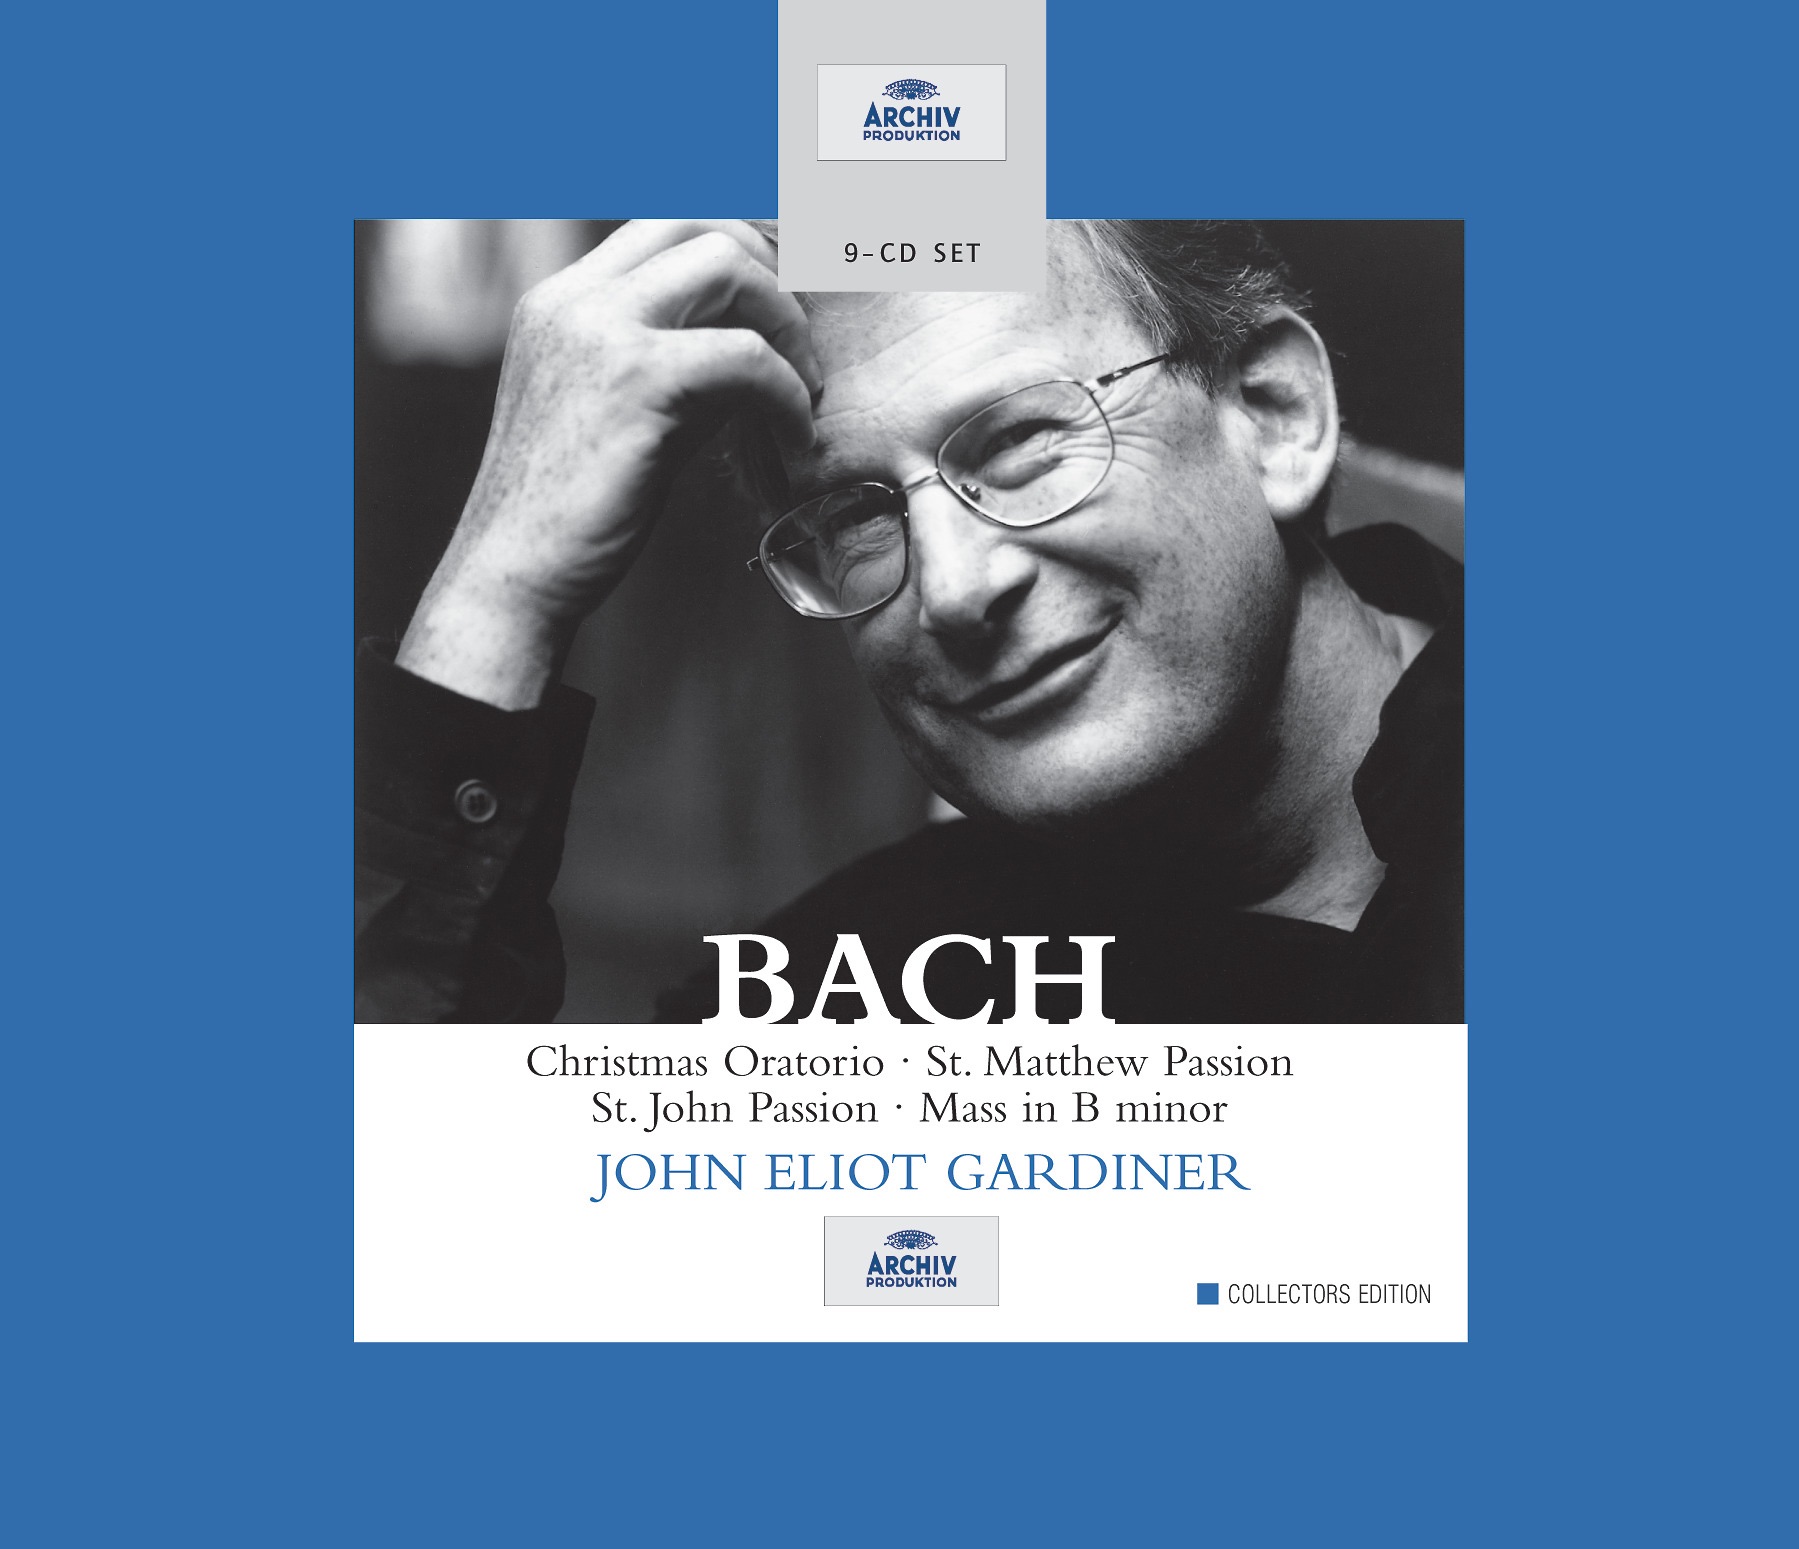 ARCHIV
PRODUKTION
9-CD SET
BACH
Christmas Oratorio · St. Matthew Passion
St. John Passion · Mass in B minor
JOHN ELIOT GARDINER
ARCHIV
PRODUKTION
COLLECTORS EDITION